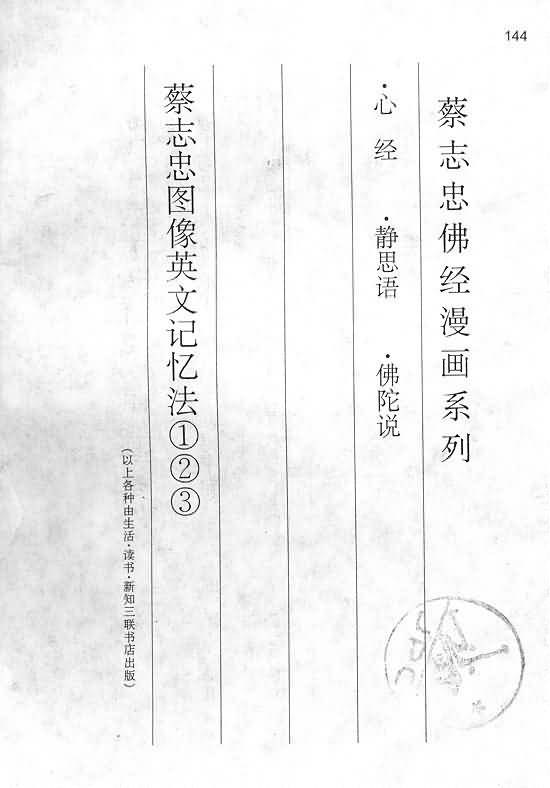 144
蔡志忠佛经漫画系列
·心经 ·静思语 ·佛陀说
蔡志忠图像英文记忆法①②③
(以上各种由生活·读书·新知三联书店出版)